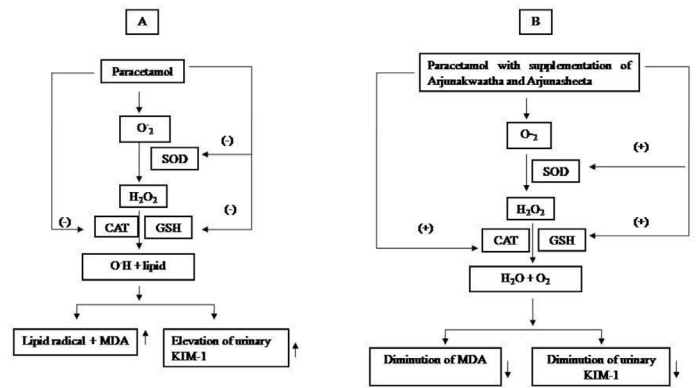 A
Paracetamol
O˙₂
(-)
SOD
H₂O₂
(-)
(-)
CAT
GSH
O˙H + lipid
Lipid radical + MDA
Elevation of urinary
KIM-1
B
Paracetamol with supplementation of
Arjunakwaatha and Arjunasheeta
O-₂
(+)
SOD
H₂O₂
(+)
(+)
CAT
GSH
H₂O + O₂
Diminution of MDA
Diminution of urinary
KIM-1